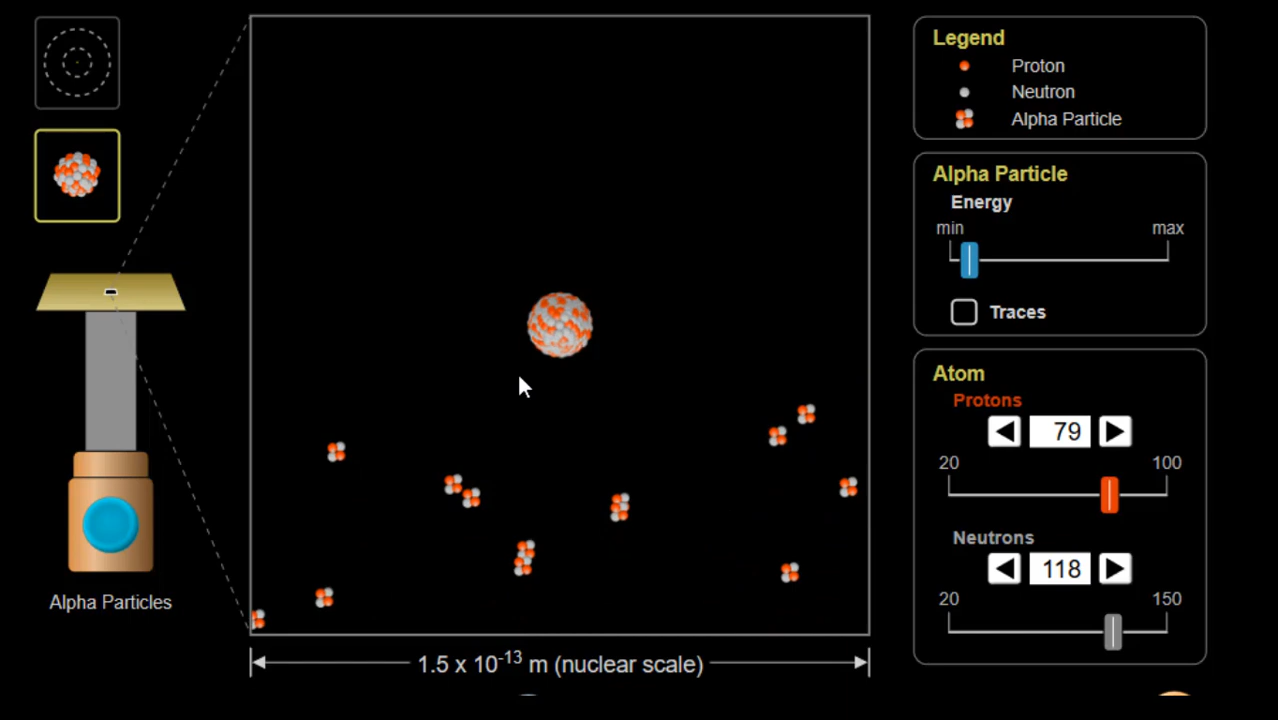 Legend
Proton
Neutron
Alpha Particle
Alpha Particle
Energy
min max
Traces
Atom
Protons
79
20 100
Neutrons
118
20 150
Alpha Particles
1.5 x 10⁻¹³ m (nuclear scale)